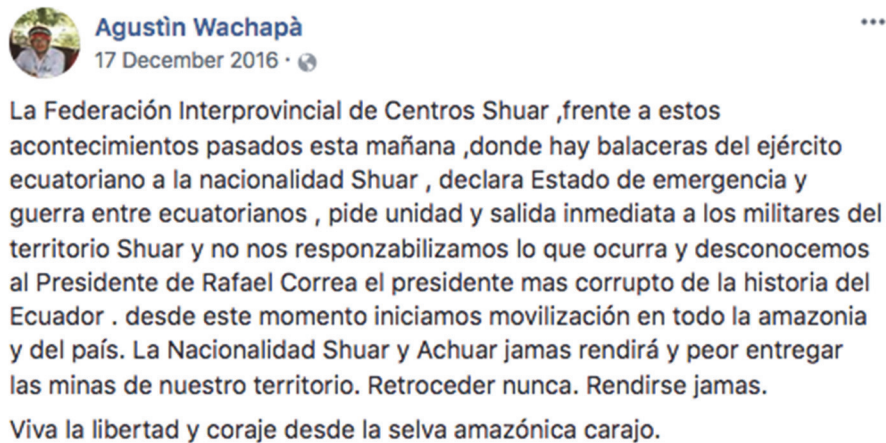 Agustìn Wachapà
17 December 2016 ·
La Federación Interprovincial de Centros Shuar ,frente a estos
acontecimientos pasados esta mañana ,donde hay balaceras del ejército
ecuatoriano a la nacionalidad Shuar , declara Estado de emergencia y
guerra entre ecuatorianos , pide unidad y salida inmediata a los militares del
territorio Shuar y no nos responzabilizamos lo que ocurra y desconocemos
al Presidente de Rafael Correa el presidente mas corrupto de la historia del
Ecuador . desde este momento iniciamos movilización en todo la amazonia
y del país. La Nacionalidad Shuar y Achuar jamas rendirá y peor entregar
las minas de nuestro territorio. Retroceder nunca. Rendirse jamas.
Viva la libertad y coraje desde la selva amazónica carajo.